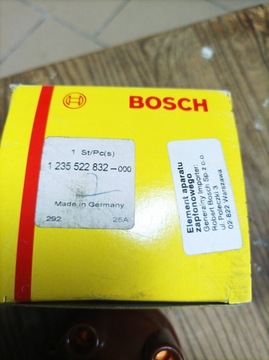 BOSCH
1 St/Pc(s)
1 235 522 832-000
Made in Germany
292 25A
Element aparatu
zapłonowego
Generalny Importer:
Robert Bosch Sp. z o.o.
ul. Poleczki 3
02-822 Warszawa